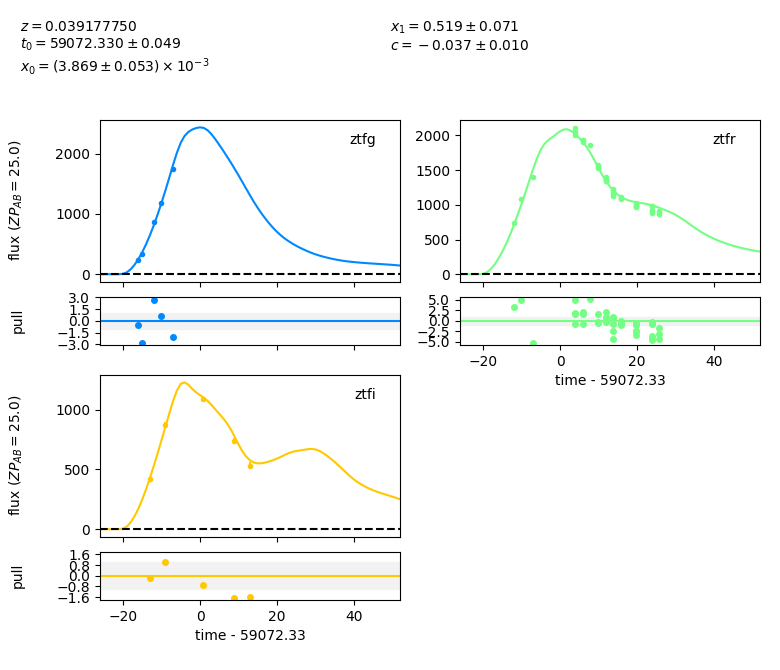 z = 0.039177750
t₀ = 59072.330 ± 0.049
x₀ = (3.869 ± 0.053) × 10⁻³
x₁ = 0.519 ± 0.071
c = −0.037 ± 0.010
flux (ZP_AB = 25.0)
2000
1000
0
ztfg
pull
3.0
1.5
0.0
−1.5
−3.0
2000
1500
1000
500
0
ztfr
5.0
2.5
0.0
−2.5
−5.0
−20 0 20 40
time - 59072.33
flux (ZP_AB = 25.0)
1000
500
0
ztfi
pull
1.6
0.8
0.0
−0.8
−1.6
−20 0 20 40
time - 59072.33